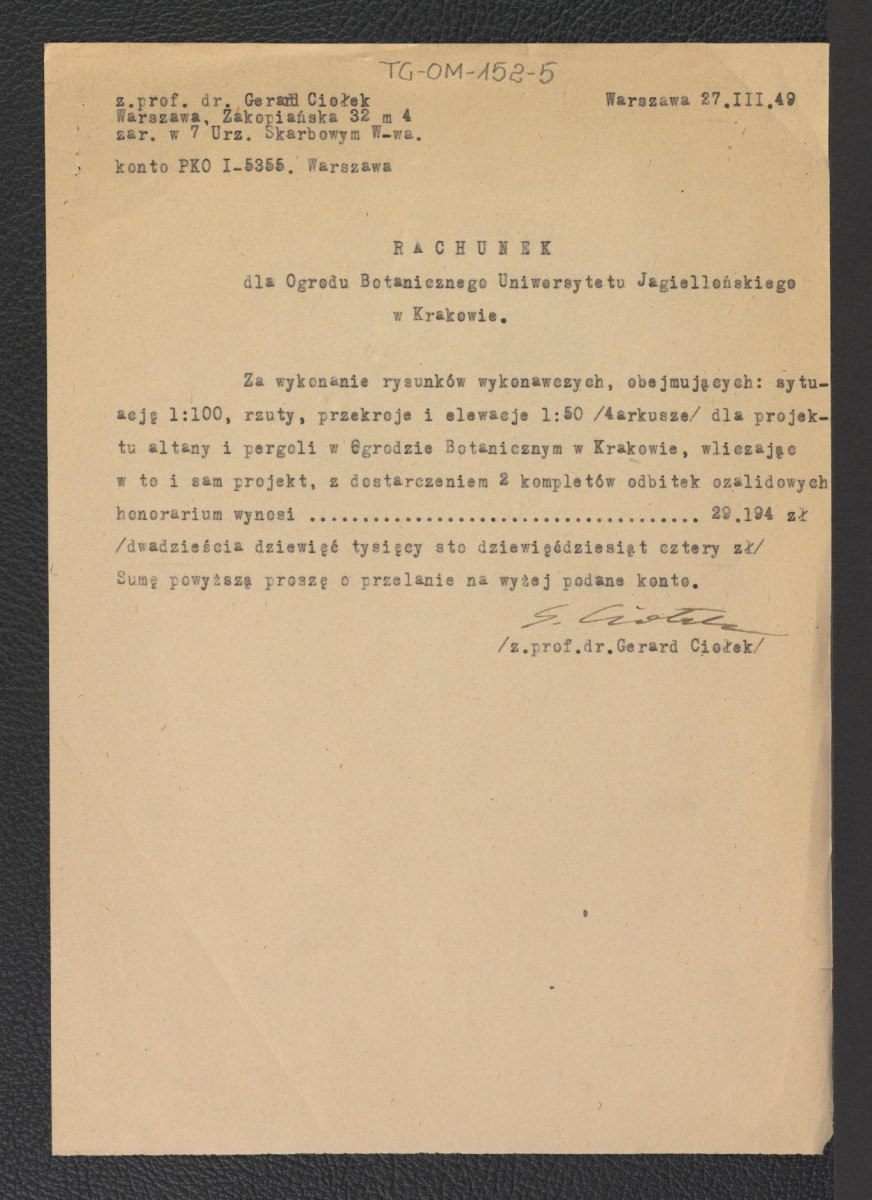 TG-OM-152-5
z.prof. dr. Gerard Ciołek
Warszawa 27.III.49
Warszawa, Zakopiańska 32 m 4
zar. w 7 Urz. Skarbowym W-wa.
konto PKO I-5355. Warszawa
R A C H U N E K
dla Ogrodu Botanicznego Uniwersytetu Jagiellońskiego
w Krakowie.
Za wykonanie rysunków wykonawczych, obejmujących: sytu-
ację 1:100, rzuty, przekroje i elewacje 1:50 /4arkusze/ dla projek-
tu altany i pergoli w Ogrodzie Botanicznym w Krakowie, wliczając
w to i sam projekt, z dostarczeniem 2 kompletów odbitek ozalidowych
honorarium wynosi ..................................... 29.194 zł
/dwadzieścia dziewięć tysięcy sto dziewięćdziesiąt cztery zł/
Sumę powyższą proszę o przelanie na wyżej podane konto.
G. Ciołek
/z.prof.dr.Gerard Ciołek/